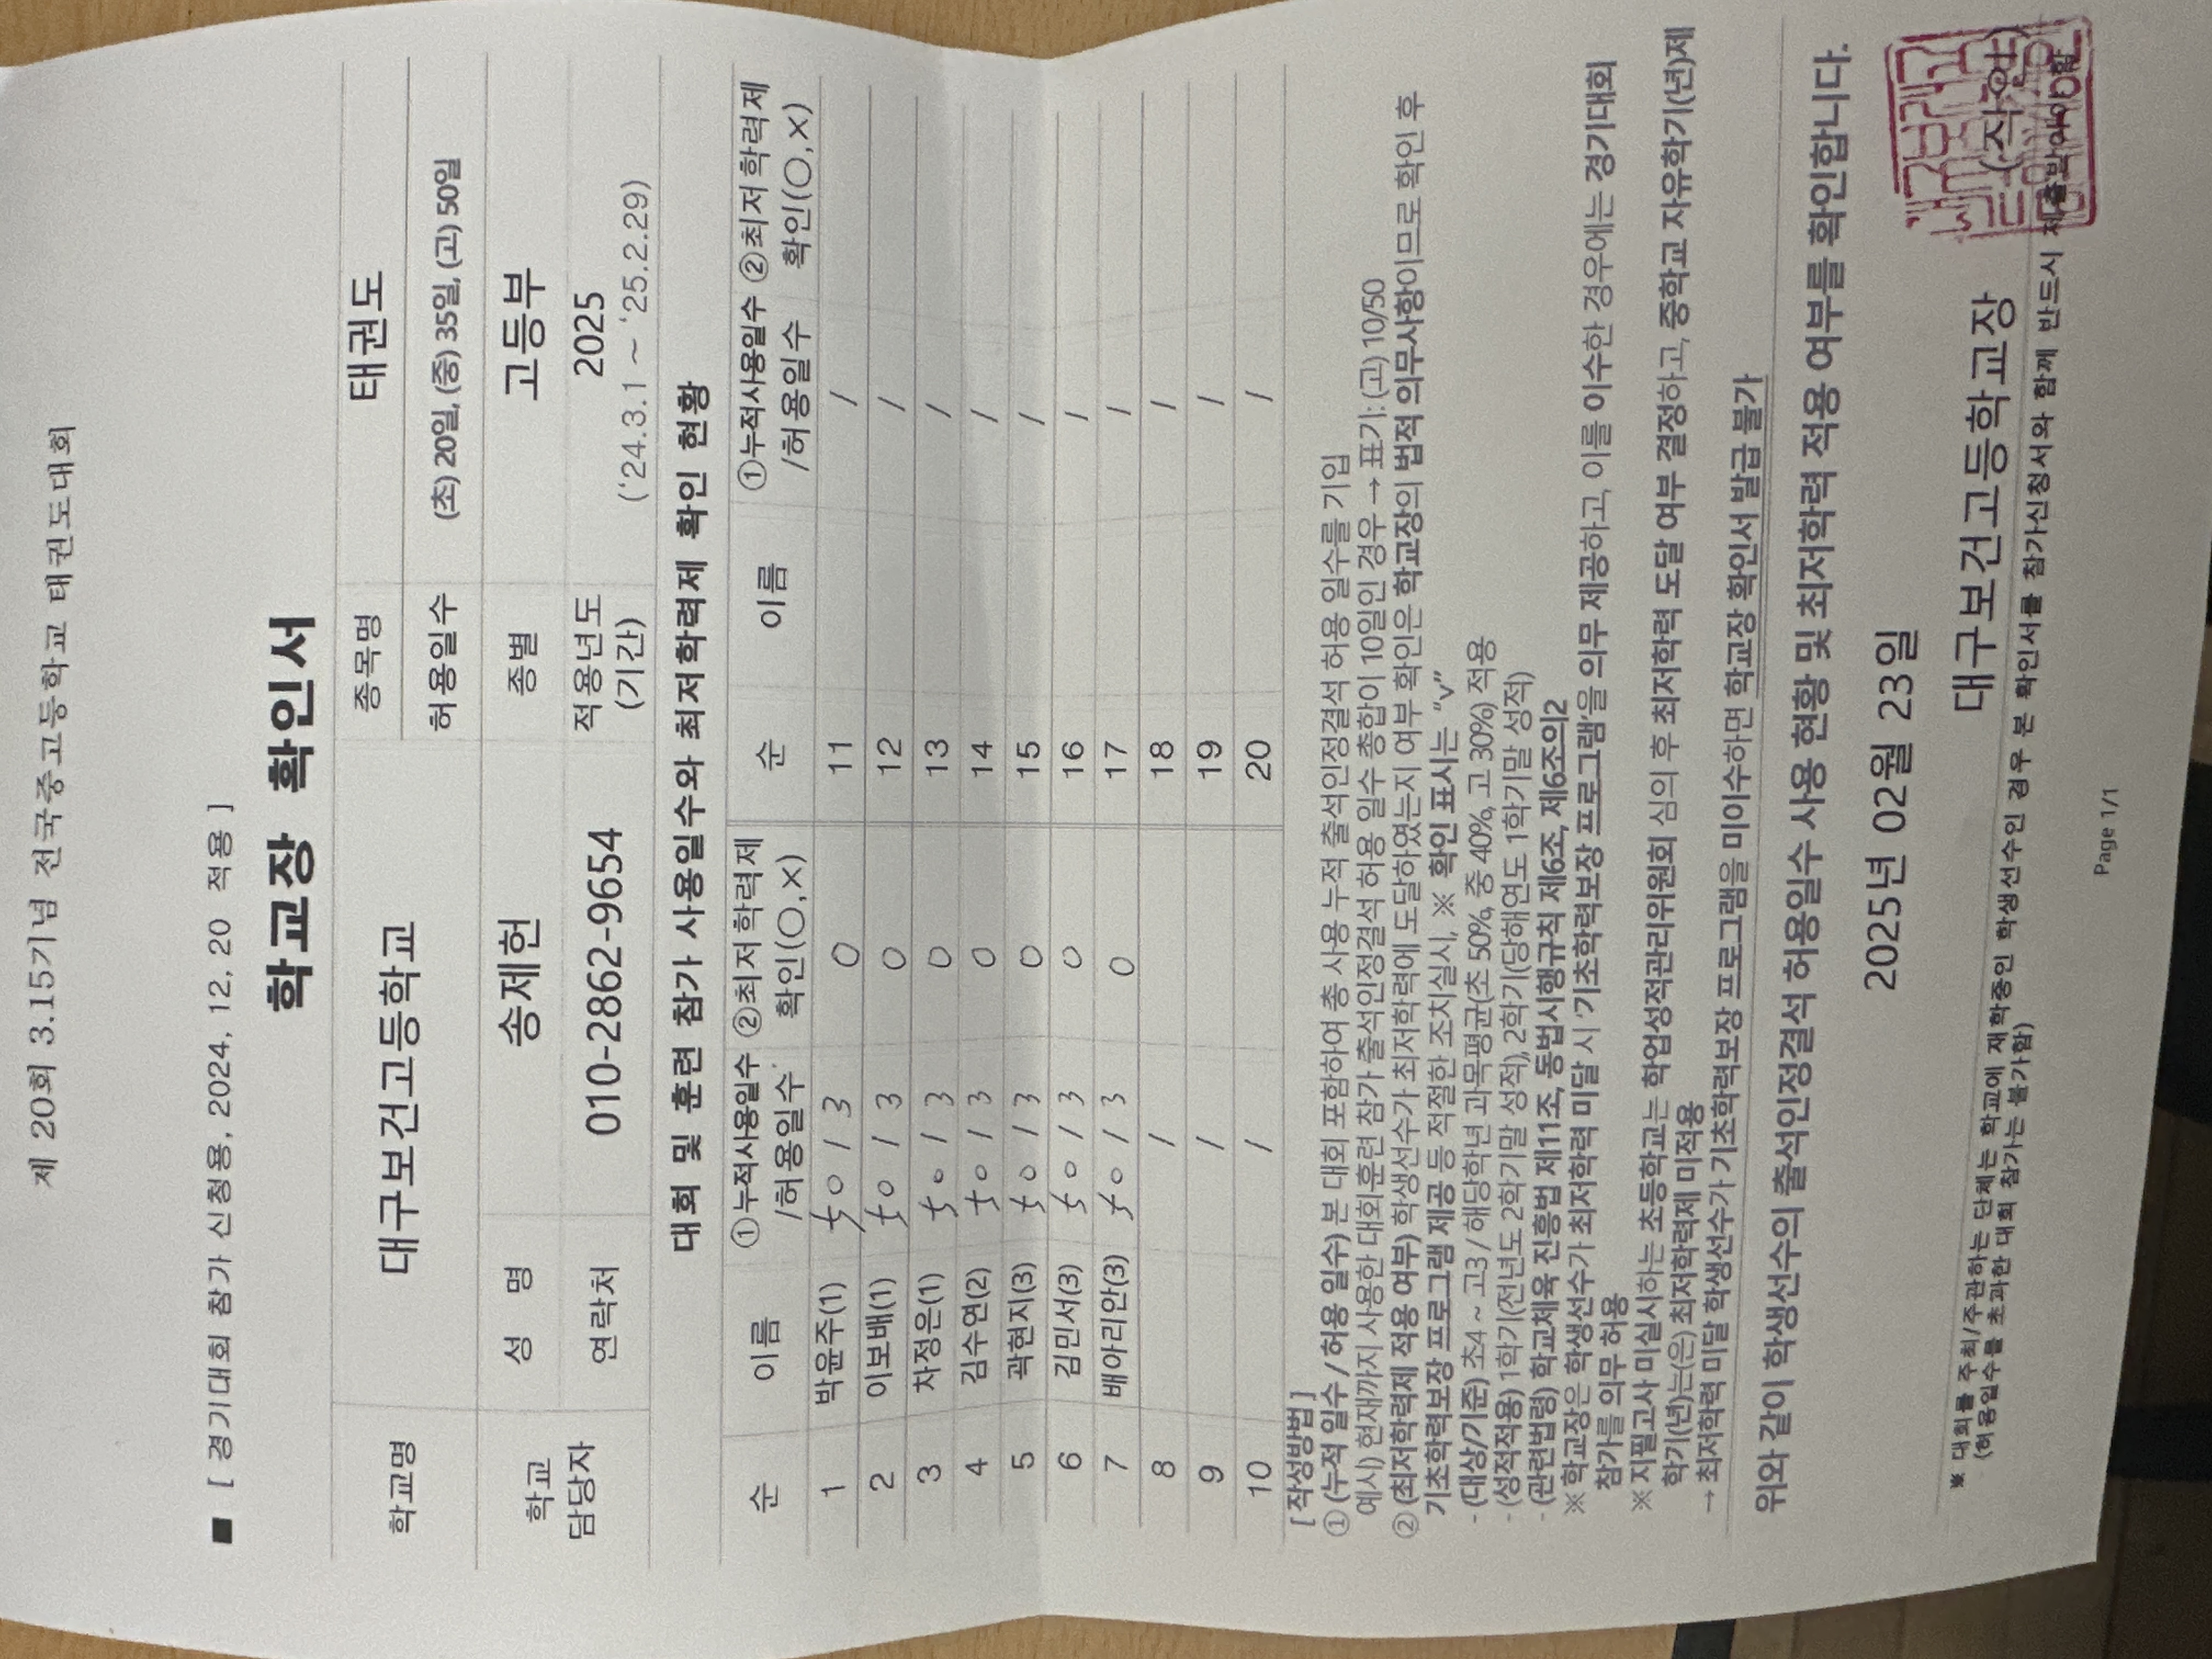 제 20회 3.15기념 전국중고등학교 태권도대회
■ [ 경기대회 참가 신청용, 2024. 12. 20 적용 ]
학교장 확인서
학교명 대구보건고등학교 종목명 태권도
허용일수 (초) 20일, (중) 35일, (고) 50일
학교 담당자 성 명 송제헌 종별 고등부
연락처 010-2862-9654 적용년도 (기간) 2025 ('24.3.1 ~ '25.2.29)
대회 및 훈련 참가 사용일수와 최저학력제 확인 현황
순 이름 ①누적사용일수 /허용일수 ②최저학력제 확인(○,×) 순 이름 ①누적사용일수 /허용일수 ②최저학력제 확인(○,×)
1 박윤주(1) 50 / 3 ○ 11 /
2 이보배(1) 50 / 3 ○ 12 /
3 차정은(1) 50 / 3 ○ 13 /
4 김수연(2) 50 / 3 ○ 14 /
5 곽현지(3) 50 / 3 ○ 15 /
6 김민서(3) 50 / 3 ○ 16 /
7 배아리안(3) 50 / 3 ○ 17 /
8 / 18 /
9 / 19 /
10 / 20 /
[ 작성방법 ]
① (누적 일수 / 허용 일수) 본 대회 포함하여 총 사용 누적 출석인정결석 허용 일수를 기입
예시) 현재까지 사용한 대회훈련 참가 출석인정결석 허용 일수 총합이 10일인 경우 → 표기: (고) 10/50
② (최저학력제 적용 여부) 학생선수가 최저학력에 도달하였는지 여부 확인은 학교장의 법적 의무사항이므로 확인 후
기초학력보장 프로그램 제공 등 적절한 조치실시, ※ 확인 표시는 "v"
- (대상/기준) 초4 ~ 고3 / 해당학년 과목평균(초 50%, 중 40%, 고 30%) 적용
- (성적적용) 1학기(전년도 2학기말 성적), 2학기(당해연도 1학기말 성적)
- (관련법령) 학교체육 진흥법 제11조, 동법시행규칙 제6조, 제6조의2
※ 학교장은 학생선수가 최저학력 미달 시 '기초학력보장 프로그램'을 의무 제공하고, 이를 이수한 경우에는 경기대회
참가를 의무 허용
※ 지필고사 미실시하는 초등학교는 학업성적관리위원회 심의 후 최저학력 도달 여부 결정하고, 중학교 자유학기(년)제
학기(년)는(은) 최저학력제 미적용
→ 최저학력 미달 학생선수가 기초학력보장 프로그램을 미이수하면 학교장 확인서 발급 불가
위와 같이 학생선수의 출석인정결석 허용일수 사용 현황 및 최저학력 적용 여부를 확인합니다.
2025년 02월 23일
대구보건고등학교장 (직인)
※ 대회를 주최/주관하는 단체는 학교에 재학중인 학생선수인 경우 본 확인서를 참가신청서와 함께 반드시 제출받아야 함
(허용일수를 초과한 대회 참가는 불가함)
Page 1/1